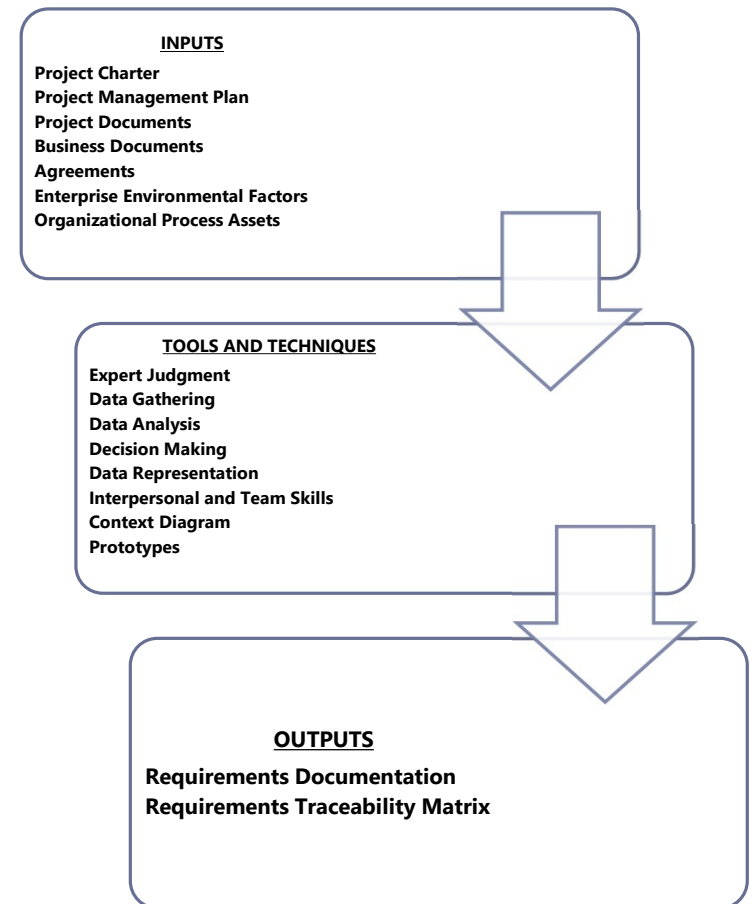 INPUTS
Project Charter
Project Management Plan
Project Documents
Business Documents
Agreements
Enterprise Environmental Factors
Organizational Process Assets
TOOLS AND TECHNIQUES
Expert Judgment
Data Gathering
Data Analysis
Decision Making
Data Representation
Interpersonal and Team Skills
Context Diagram
Prototypes
OUTPUTS
Requirements Documentation
Requirements Traceability Matrix